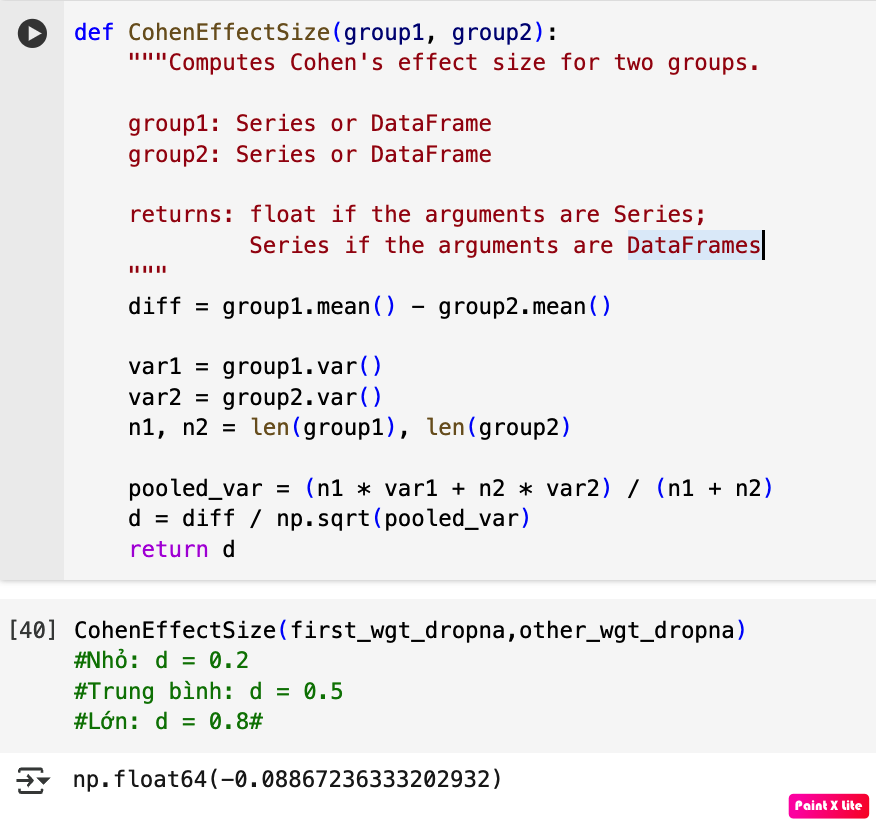 def CohenEffectSize(group1, group2):
"""Computes Cohen's effect size for two groups.
group1: Series or DataFrame
group2: Series or DataFrame
returns: float if the arguments are Series;
Series if the arguments are DataFrames
"""
diff = group1.mean() - group2.mean()
var1 = group1.var()
var2 = group2.var()
n1, n2 = len(group1), len(group2)
pooled_var = (n1 * var1 + n2 * var2) / (n1 + n2)
d = diff / np.sqrt(pooled_var)
return d
[40] CohenEffectSize(first_wgt_dropna,other_wgt_dropna)
#Nhỏ: d = 0.2
#Trung bình: d = 0.5
#Lớn: d = 0.8#
np.float64(-0.08867236333202932)
Paint X Lite